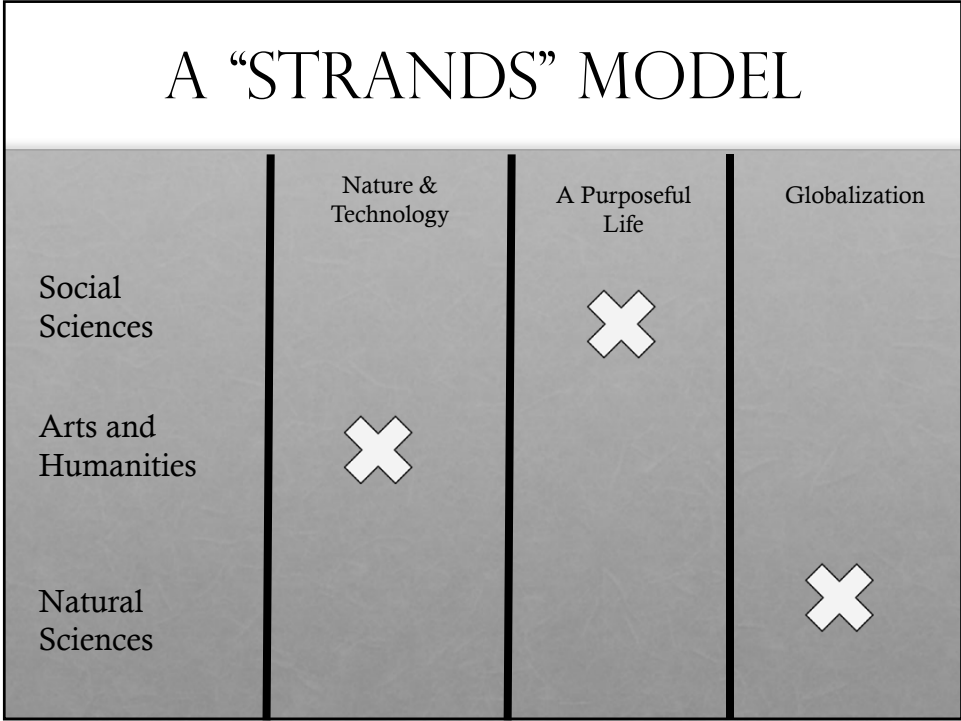 A “STRANDS” MODEL
Nature &
Technology
A Purposeful
Life
Globalization
Social
Sciences
Arts and
Humanities
Natural
Sciences